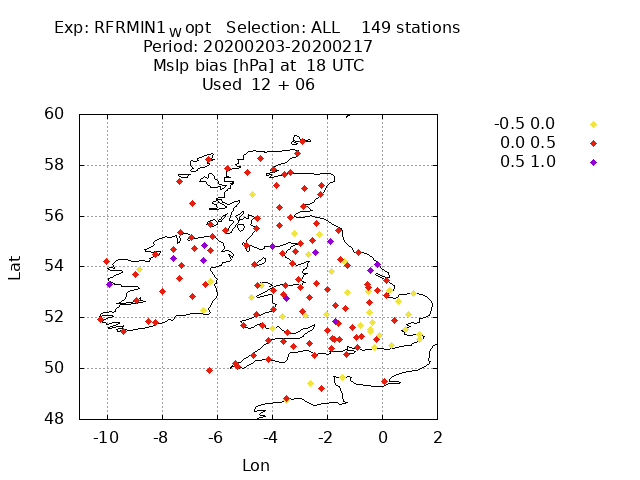 Exp: RFRMIN1_W opt Selection: ALL 149 stations
Period: 20200203-20200217
Mslp bias [hPa] at 18 UTC
Used 12 + 06
-0.5 0.0
0.0 0.5
0.5 1.0
60
58
56
54
52
50
48
Lat
-10 -8 -6 -4 -2 0 2
Lon